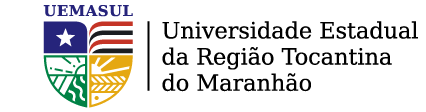 UEMASUL
Universidade Estadual
da Região Tocantina
do Maranhão